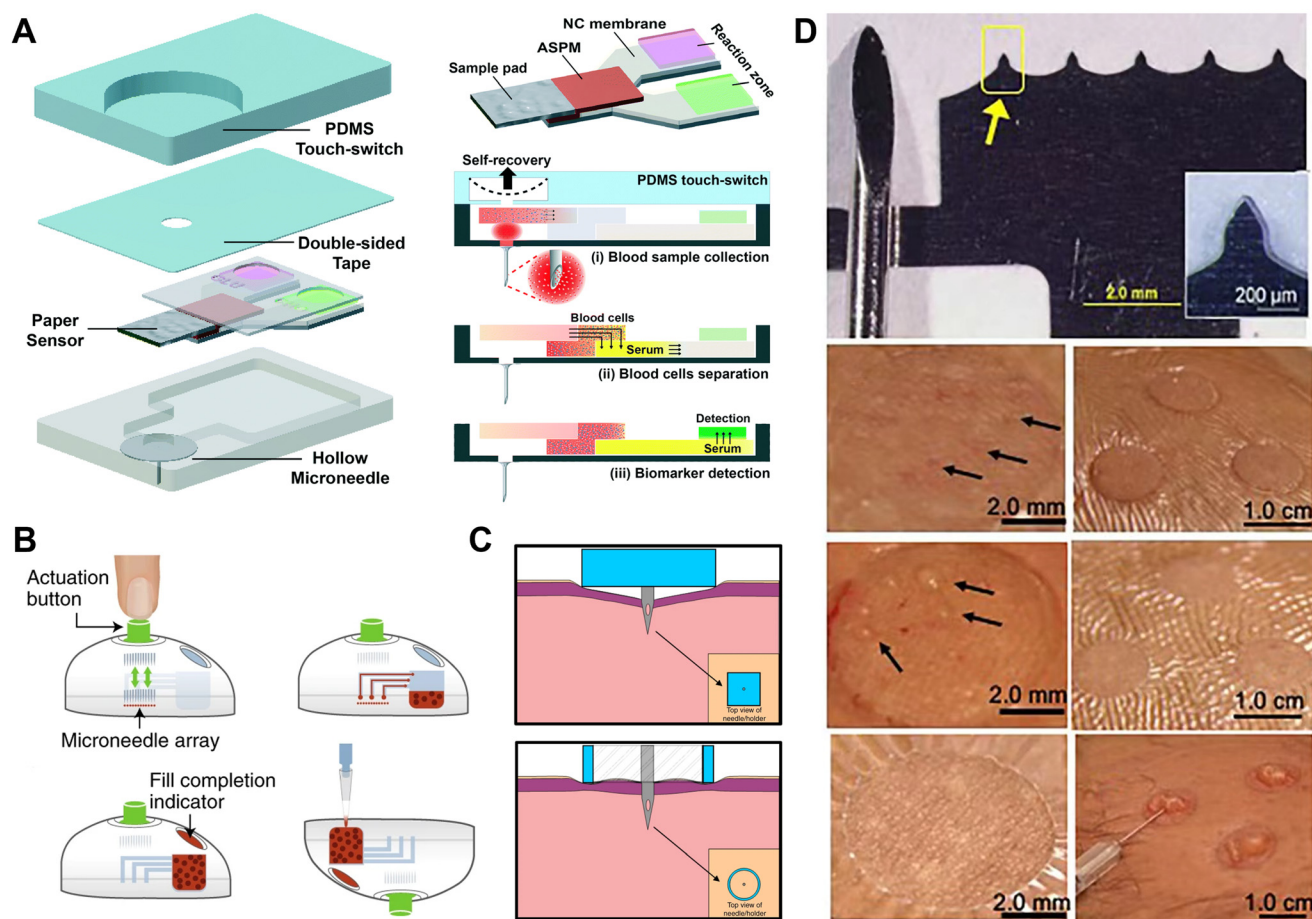 A
PDMS
Touch-switch
Double-sided
Tape
Paper
Sensor
Hollow
Microneedle
NC membrane
ASPM
Sample pad
Reaction
zone
Self-recovery
PDMS touch-switch
(i) Blood sample collection
Blood cells
Serum
(ii) Blood cells separation
Detection
Serum
(iii) Biomarker detection
B
Actuation
button
Microneedle array
Fill completion
indicator
C
Top view of
needle/holder
Top view of
needle/holder
D
2.0 mm
200 µm
2.0 mm
1.0 cm
2.0 mm
1.0 cm
2.0 mm
1.0 cm